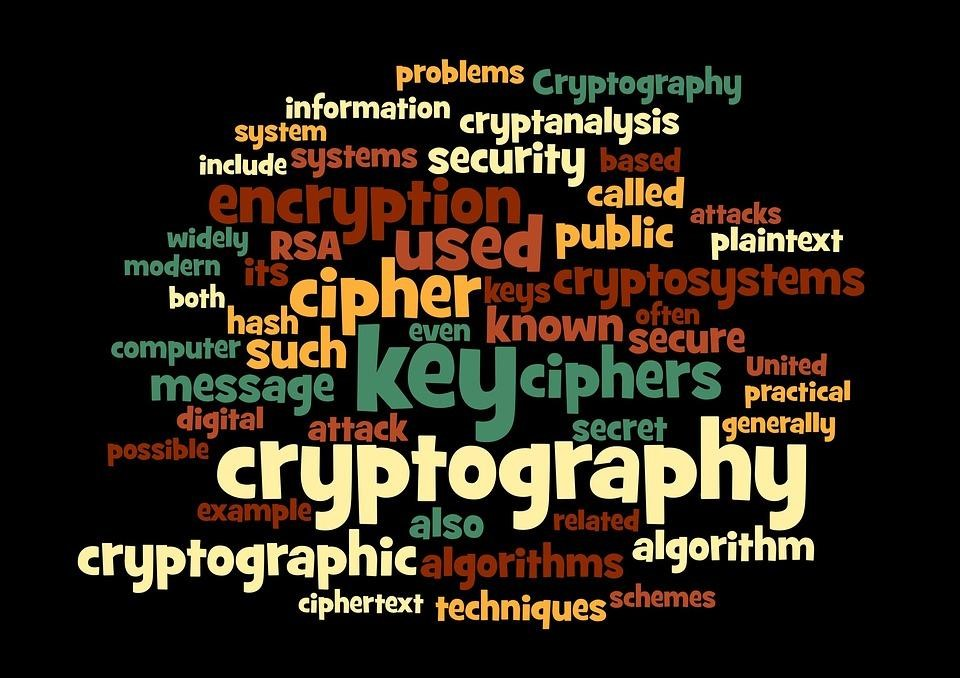 problems Cryptography
information cryptanalysis
system
include systems security based
encryption called
attacks
widely RSA used public plaintext
modern its cryptosystems
both cipher keys
hash even known often
computer such secure
key ciphers United
message practical
digital attack secret generally
possible cryptography
example also related
cryptographic algorithms algorithm
ciphertext techniques schemes